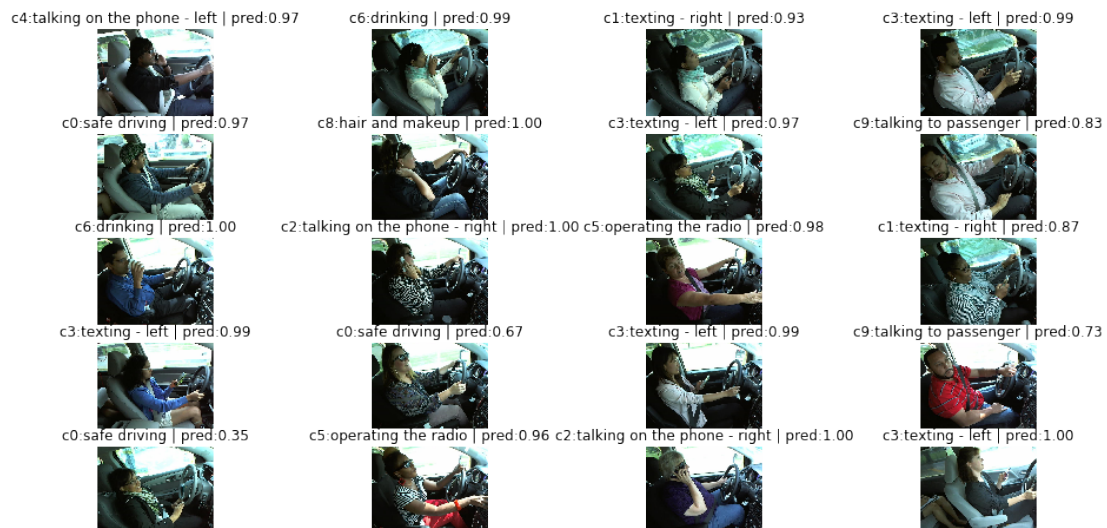 c4:talking on the phone - left | pred:0.97
c6:drinking | pred:0.99
c1:texting - right | pred:0.93
c3:texting - left | pred:0.99
c0:safe driving | pred:0.97
c8:hair and makeup | pred:1.00
c3:texting - left | pred:0.97
c9:talking to passenger | pred:0.83
c6:drinking | pred:1.00
c2:talking on the phone - right | pred:1.00
c5:operating the radio | pred:0.98
c1:texting - right | pred:0.87
c3:texting - left | pred:0.99
c0:safe driving | pred:0.67
c3:texting - left | pred:0.99
c9:talking to passenger | pred:0.73
c0:safe driving | pred:0.35
c5:operating the radio | pred:0.96
c2:talking on the phone - right | pred:1.00
c3:texting - left | pred:1.00